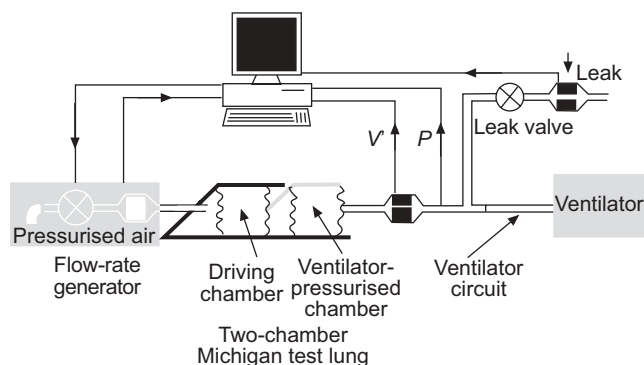 Leak
Leak valve
V'
P
Pressurised air
Ventilator
Flow-rate
generator
Driving
chamber
Ventilator-
pressurised
chamber
Ventilator
circuit
Two-chamber
Michigan test lung